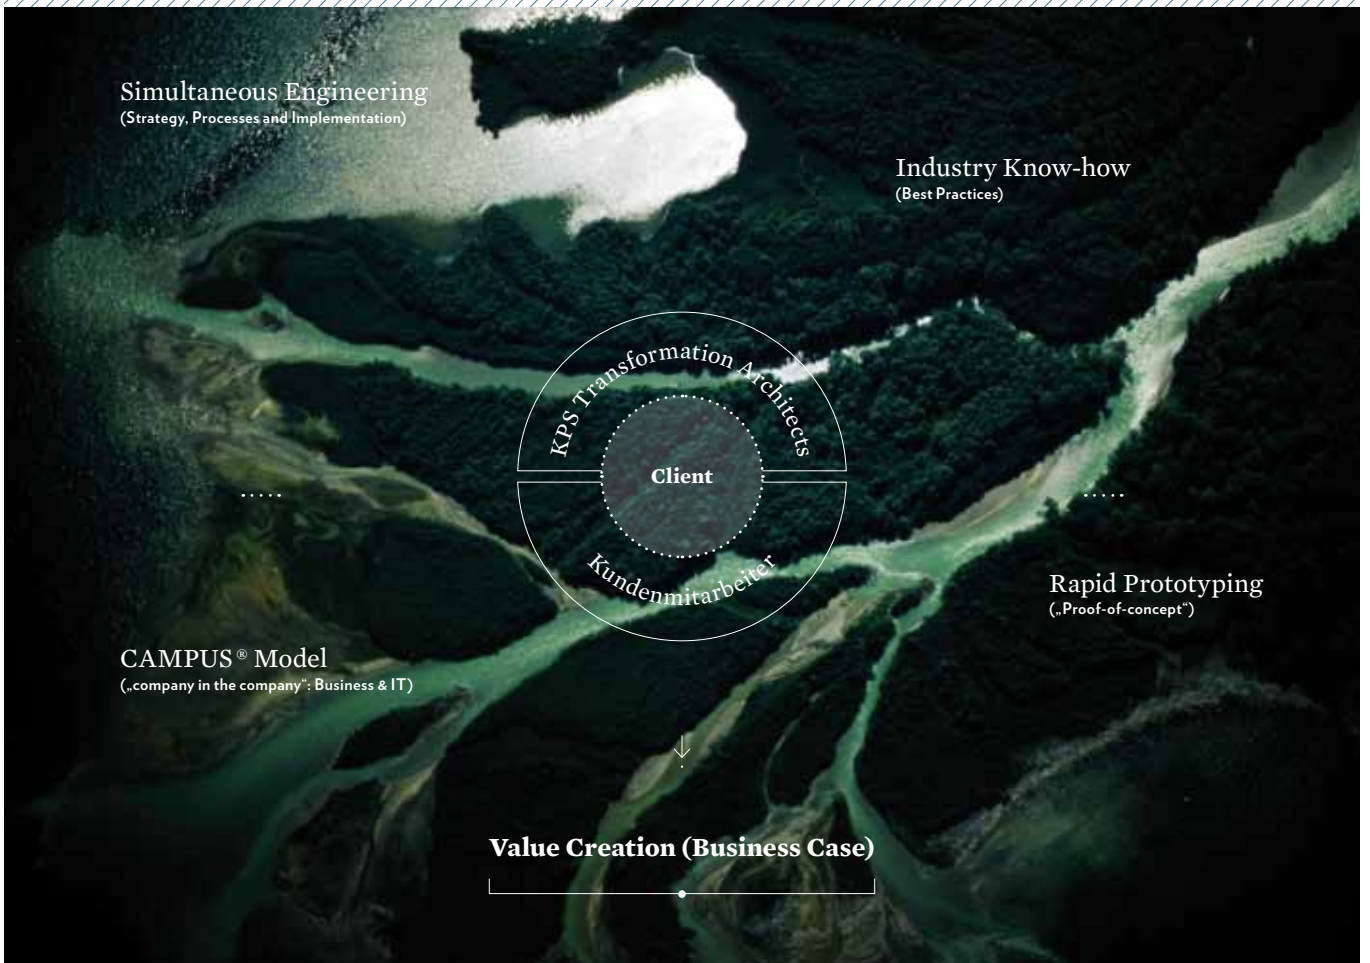 Simultaneous Engineering
(Strategy, Processes and Implementation)
Industry Know-how
(Best Practices)
KPS Transformation Architects
Client
Kundenmitarbeiter
Rapid Prototyping
(„Proof-of-concept“)
CAMPUS® Model
(„company in the company“: Business & IT)
Value Creation (Business Case)